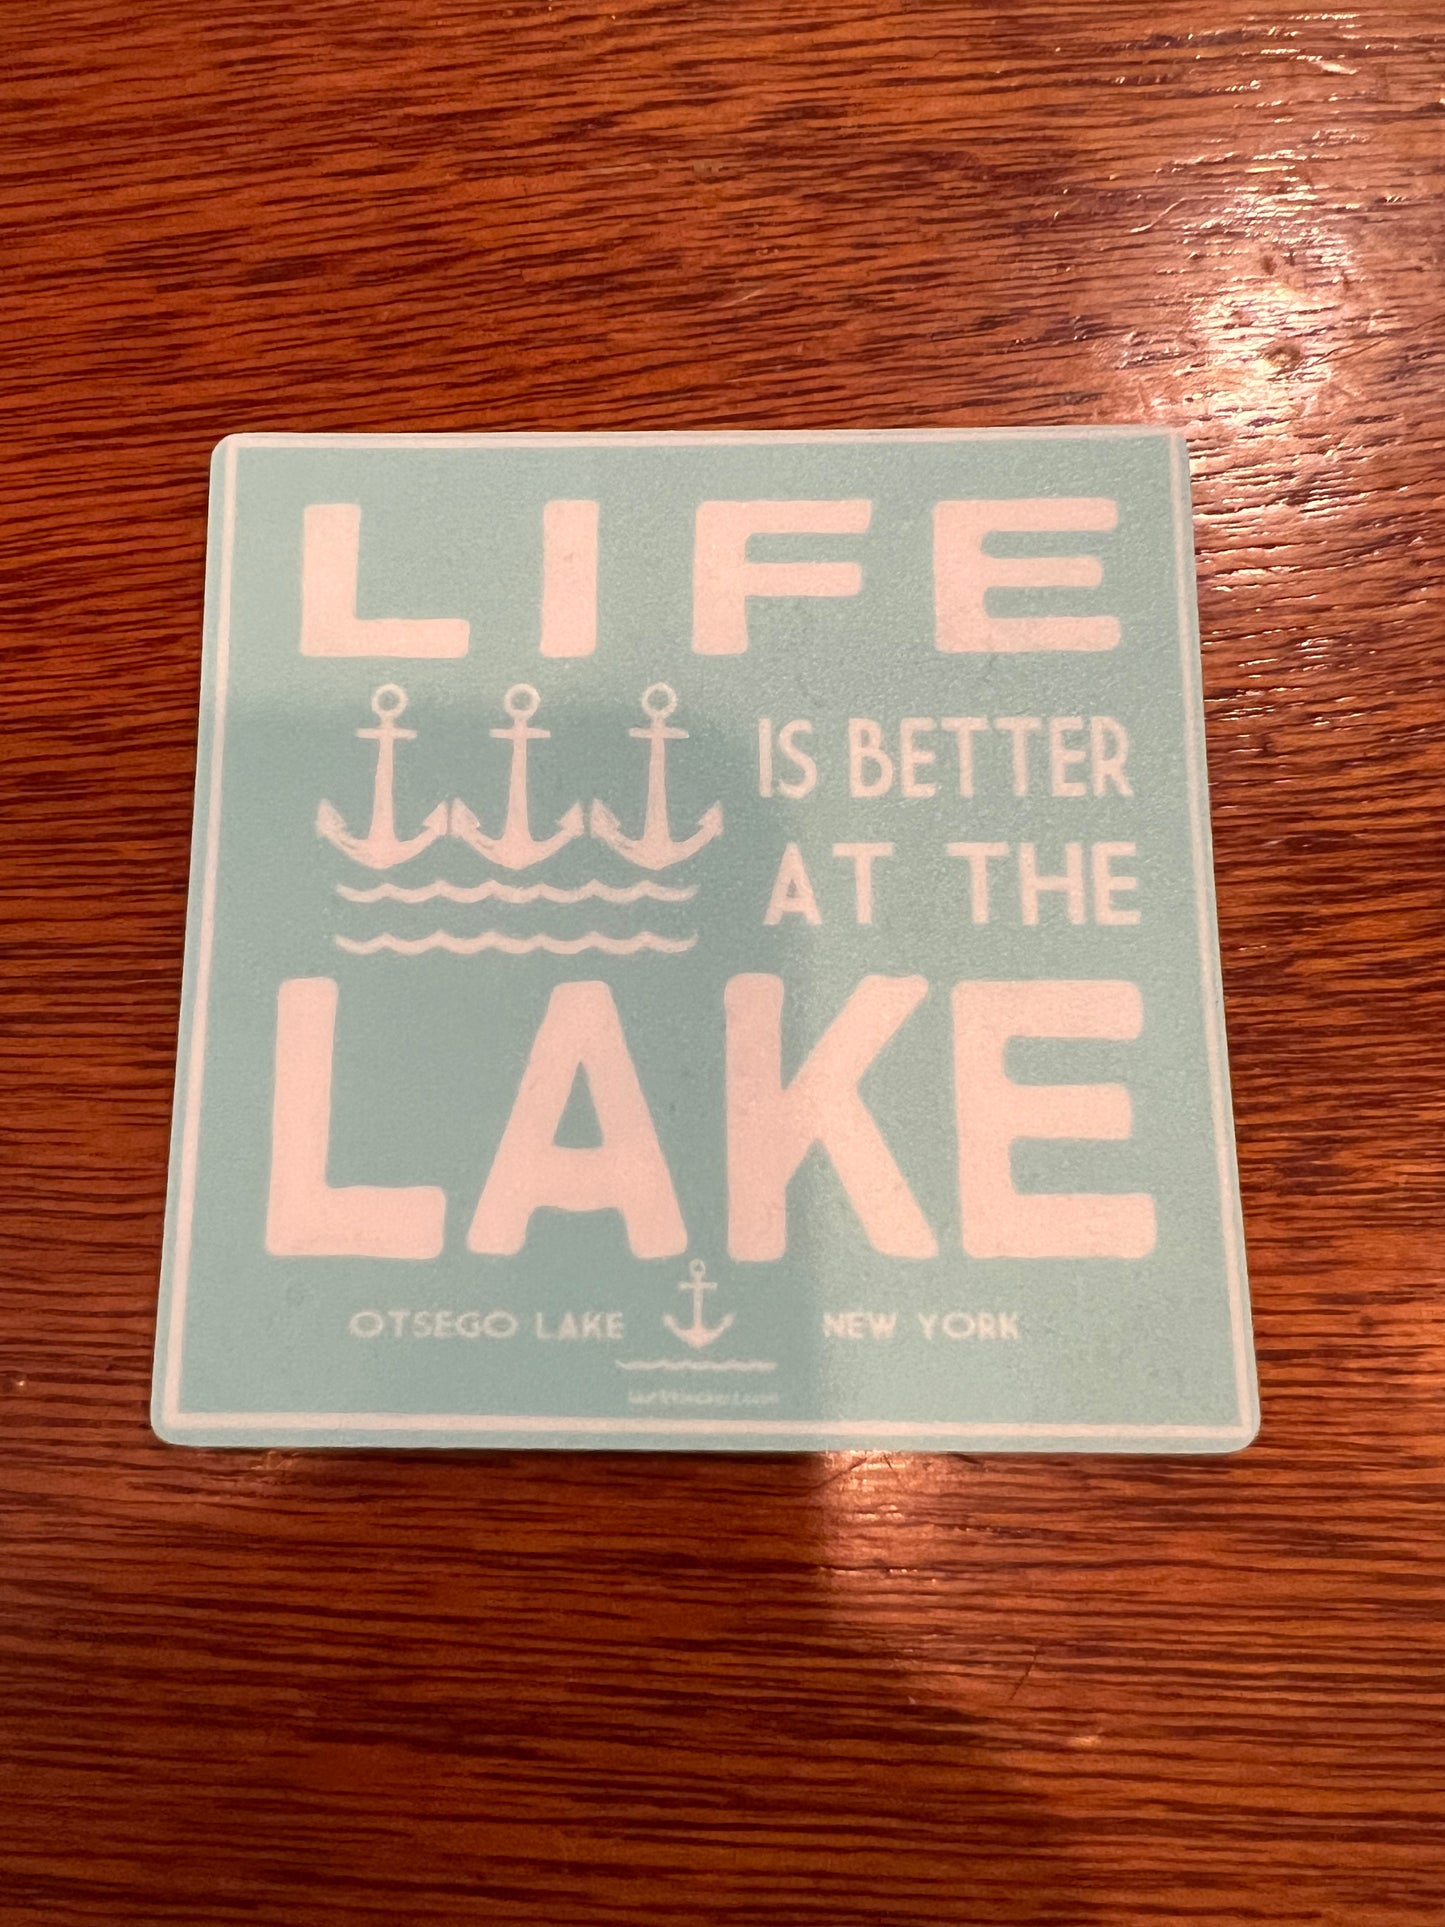 LIFE
IS BETTER
AT THE
LAKE
OTSEGO LAKE NEW YORK